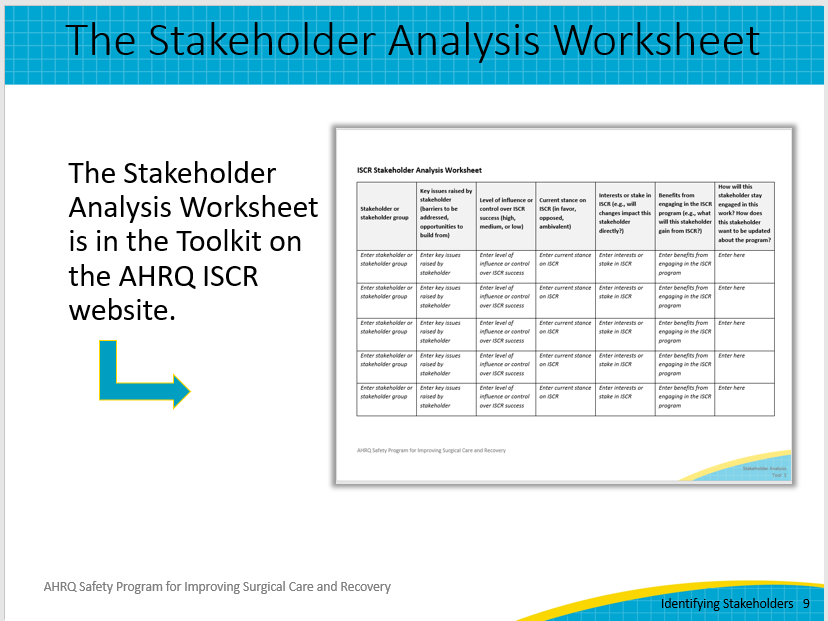 The Stakeholder Analysis Worksheet
The Stakeholder
Analysis Worksheet
is in the Toolkit on
the AHRQ ISCR
website.
ISCR Stakeholder Analysis Worksheet
Stakeholder or
stakeholder group
Key issues raised by
stakeholder
(barriers to be
addressed,
opportunities to
build from)
Level of influence or
control over ISCR
success (high,
medium, or low)
Current stance on
ISCR (in favor,
opposed,
ambivalent)
Interests or stake in
ISCR (e.g., will
changes impact this
stakeholder
directly?)
Benefits from
engaging in the ISCR
program (e.g., what
will this stakeholder
gain from ISCR?)
How will this
stakeholder stay
engaged in this
work? How does
this stakeholder
want to be updated
about the program?
Enter stakeholder or
stakeholder group
Enter key issues
raised by
stakeholder
Enter level of
influence or control
over ISCR success
Enter current stance
on ISCR
Enter interests or
stake in ISCR
Enter benefits from
engaging in the ISCR
program
Enter here
Enter stakeholder or
stakeholder group
Enter key issues
raised by
stakeholder
Enter level of
influence or control
over ISCR success
Enter current stance
on ISCR
Enter interests or
stake in ISCR
Enter benefits from
engaging in the ISCR
program
Enter here
Enter stakeholder or
stakeholder group
Enter key issues
raised by
stakeholder
Enter level of
influence or control
over ISCR success
Enter current stance
on ISCR
Enter interests or
stake in ISCR
Enter benefits from
engaging in the ISCR
program
Enter here
Enter stakeholder or
stakeholder group
Enter key issues
raised by
stakeholder
Enter level of
influence or control
over ISCR success
Enter current stance
on ISCR
Enter interests or
stake in ISCR
Enter benefits from
engaging in the ISCR
program
Enter here
Enter stakeholder or
stakeholder group
Enter key issues
raised by
stakeholder
Enter level of
influence or control
over ISCR success
Enter current stance
on ISCR
Enter interests or
stake in ISCR
Enter benefits from
engaging in the ISCR
program
Enter here
AHRQ Safety Program for Improving Surgical Care and Recovery
Stakeholder Analysis
AHRQ Safety Program for Improving Surgical Care and Recovery
Identifying Stakeholders 9